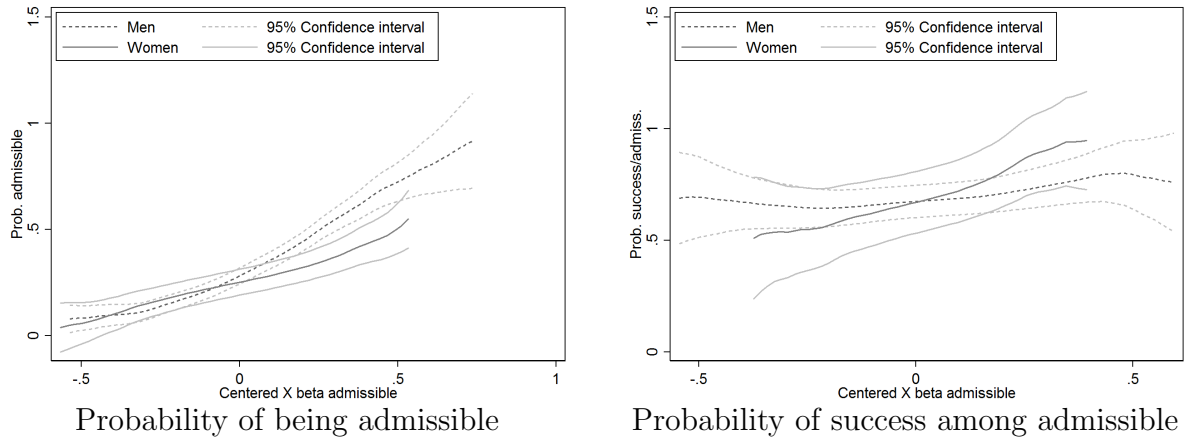 1.5
1
.5
0
Prob. admissible
Men
95% Confidence interval
Women
95% Confidence interval
-.5
0
.5
1
Centered X beta admissible
Probability of being admissible
1.5
1
.5
0
Prob. success/admiss.
Men
95% Confidence interval
Women
95% Confidence interval
-.5
0
.5
Centered X beta admissible
Probability of success among admissible